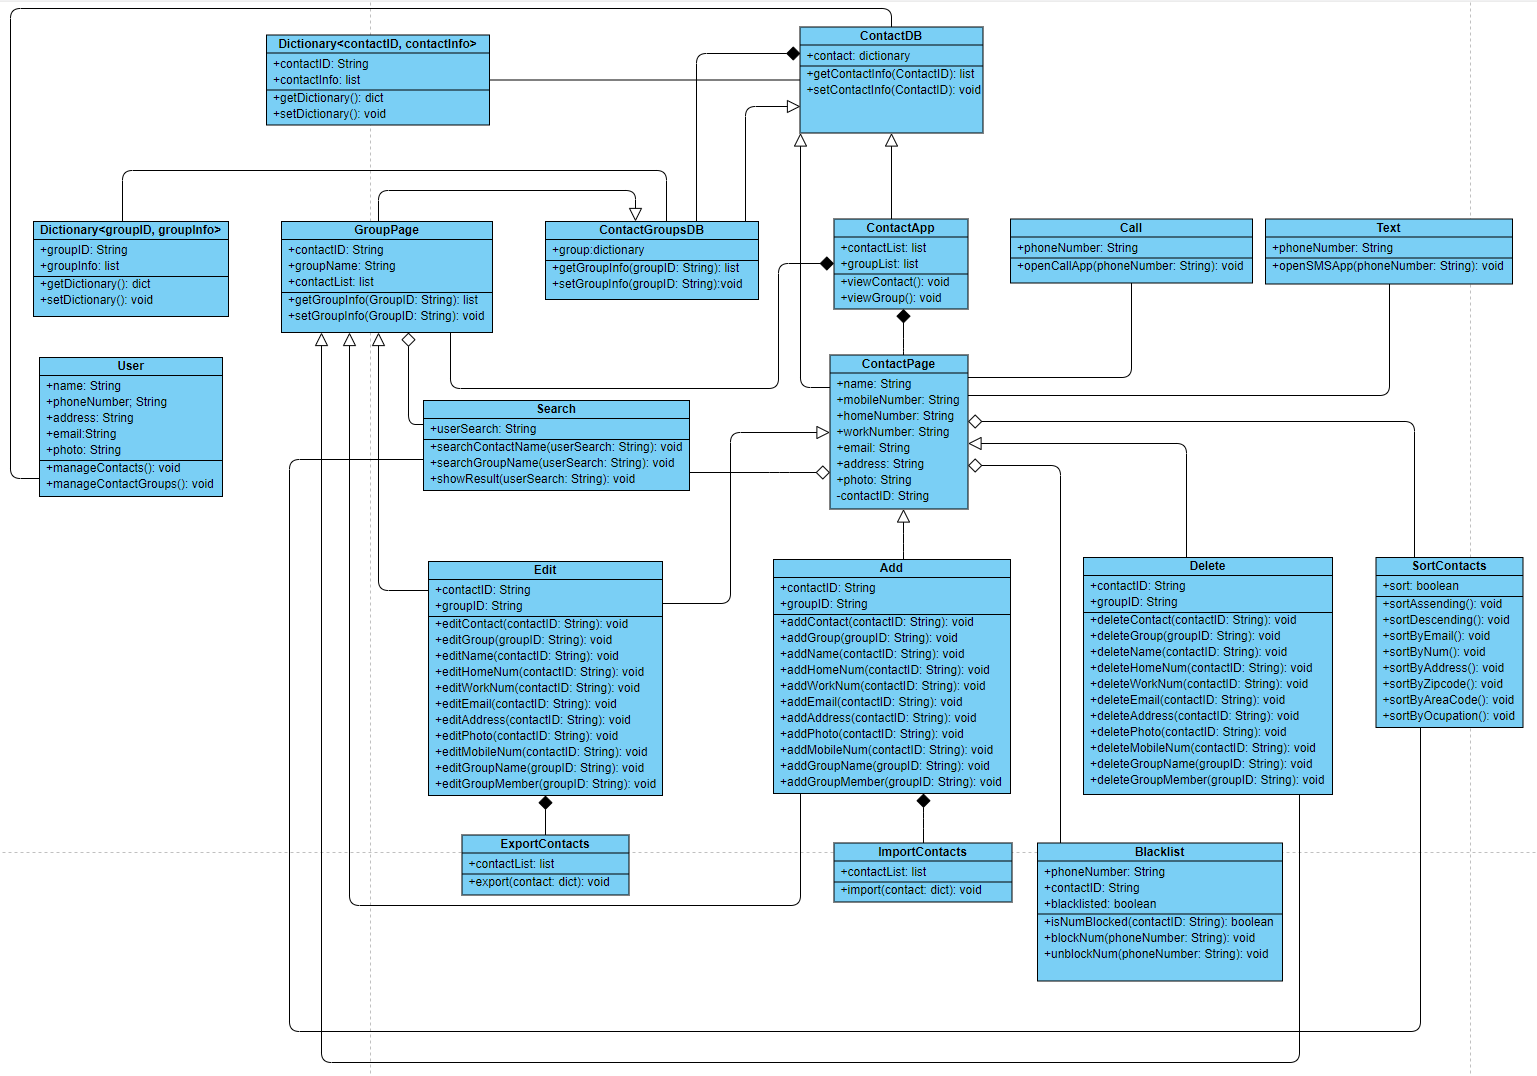 Dictionary<contactID, contactInfo>
+contactID: String
+contactInfo: list
+getDictionary(): dict
+setDictionary(): void
ContactDB
+contact: dictionary
+getContactInfo(ContactID): list
+setContactInfo(ContactID): void
Dictionary<groupID, groupInfo>
+groupID: String
+groupInfo: list
+getDictionary(): dict
+setDictionary(): void
GroupPage
+contactID: String
+groupName: String
+contactList: list
+getGroupInfo(GroupID: String): list
+setGroupInfo(GroupID: String): void
ContactGroupsDB
+group:dictionary
+getGroupInfo(groupID: String): list
+setGroupInfo(groupID: String):void
ContactApp
+contactList: list
+groupList: list
+viewContact(): void
+viewGroup(): void
Call
+phoneNumber: String
+openCallApp(phoneNumber: String): void
Text
+phoneNumber: String
+openSMSApp(phoneNumber: String): void
User
+name: String
+phoneNumber; String
+address: String
+email:String
+photo: String
+manageContacts(): void
+manageContactGroups(): void
Search
+userSearch: String
+searchContactName(userSearch: String): void
+searchGroupName(userSearch: String): void
+showResult(userSearch: String): void
ContactPage
+name: String
+mobileNumber: String
+homeNumber: String
+workNumber: String
+email: String
+address: String
+photo: String
-contactID: String
Edit
+contactID: String
+groupID: String
+editContact(contactID: String): void
+editGroup(groupID: String): void
+editName(contactID: String): void
+editHomeNum(contactID: String): void
+editWorkNum(contactID: String): void
+editEmail(contactID: String): void
+editAddress(contactID: String): void
+editPhoto(contactID: String): void
+editMobileNum(contactID: String): void
+editGroupName(groupID: String): void
+editGroupMember(groupID: String): void
Add
+contactID: String
+groupID: String
+addContact(contactID: String): void
+addGroup(groupID: String): void
+addName(contactID: String): void
+addHomeNum(contactID: String): void
+addWorkNum(contactID: String): void
+addEmail(contactID: String): void
+addAddress(contactID: String): void
+addPhoto(contactID: String): void
+addMobileNum(contactID: String): void
+addGroupName(groupID: String): void
+addGroupMember(groupID: String): void
Delete
+contactID: String
+groupID: String
+deleteContact(contactID: String): void
+deleteGroup(groupID: String): void
+deleteName(contactID: String): void
+deleteHomeNum(contactID: String): void
+deleteWorkNum(contactID: String): void
+deleteEmail(contactID: String): void
+deleteAddress(contactID: String): void
+deletePhoto(contactID: String): void
+deleteMobileNum(contactID: String): void
+deleteGroupName(groupID: String): void
+deleteGroupMember(groupID: String): void
SortContacts
+sort: boolean
+sortAssending(): void
+sortDescending(): void
+sortByEmail(): void
+sortByNum(): void
+sortByAddress(): void
+sortByZipcode(): void
+sortByAreaCode(): void
+sortByOcupation(): void
ExportContacts
+contactList: list
+export(contact: dict): void
ImportContacts
+contactList: list
+import(contact: dict): void
Blacklist
+phoneNumber: String
+contactID: String
+blacklisted: boolean
+isNumBlocked(contactID: String): boolean
+blockNum(phoneNumber: String): void
+unblockNum(phoneNumber: String): void